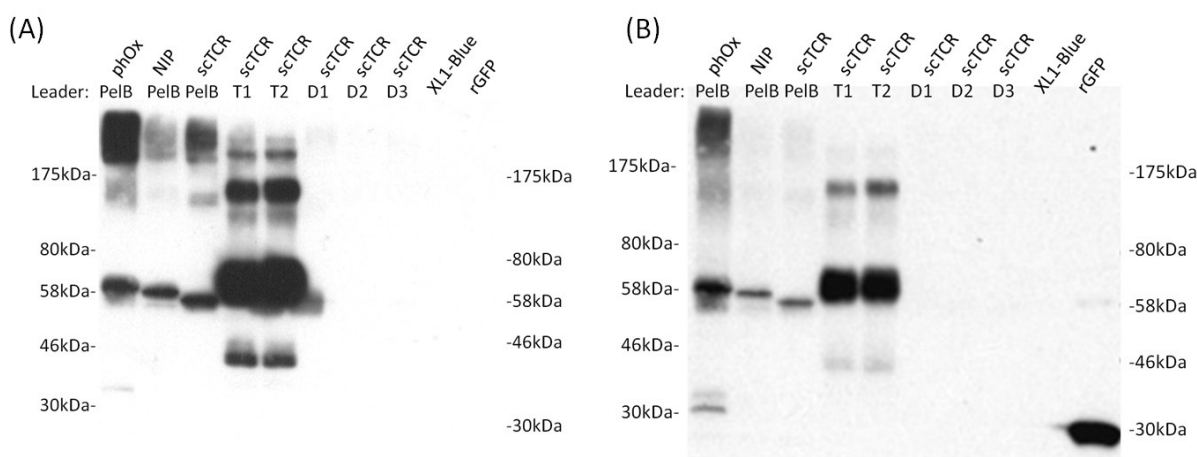 (A)
phOx NIP scTCR scTCR scTCR scTCR scTCR scTCR XL1-Blue rGFP
Leader: PelB PelB PelB T1 T2 D1 D2 D3
175kDa-
80kDa-
58kDa-
46kDa-
30kDa-
-175kDa
-80kDa
-58kDa
-46kDa
-30kDa
(B)
phOx NIP scTCR scTCR scTCR scTCR scTCR scTCR XL1-Blue rGFP
Leader: PelB PelB PelB T1 T2 D1 D2 D3
175kDa-
80kDa-
58kDa-
46kDa-
30kDa-
-175kDa
-80kDa
-58kDa
-46kDa
-30kDa